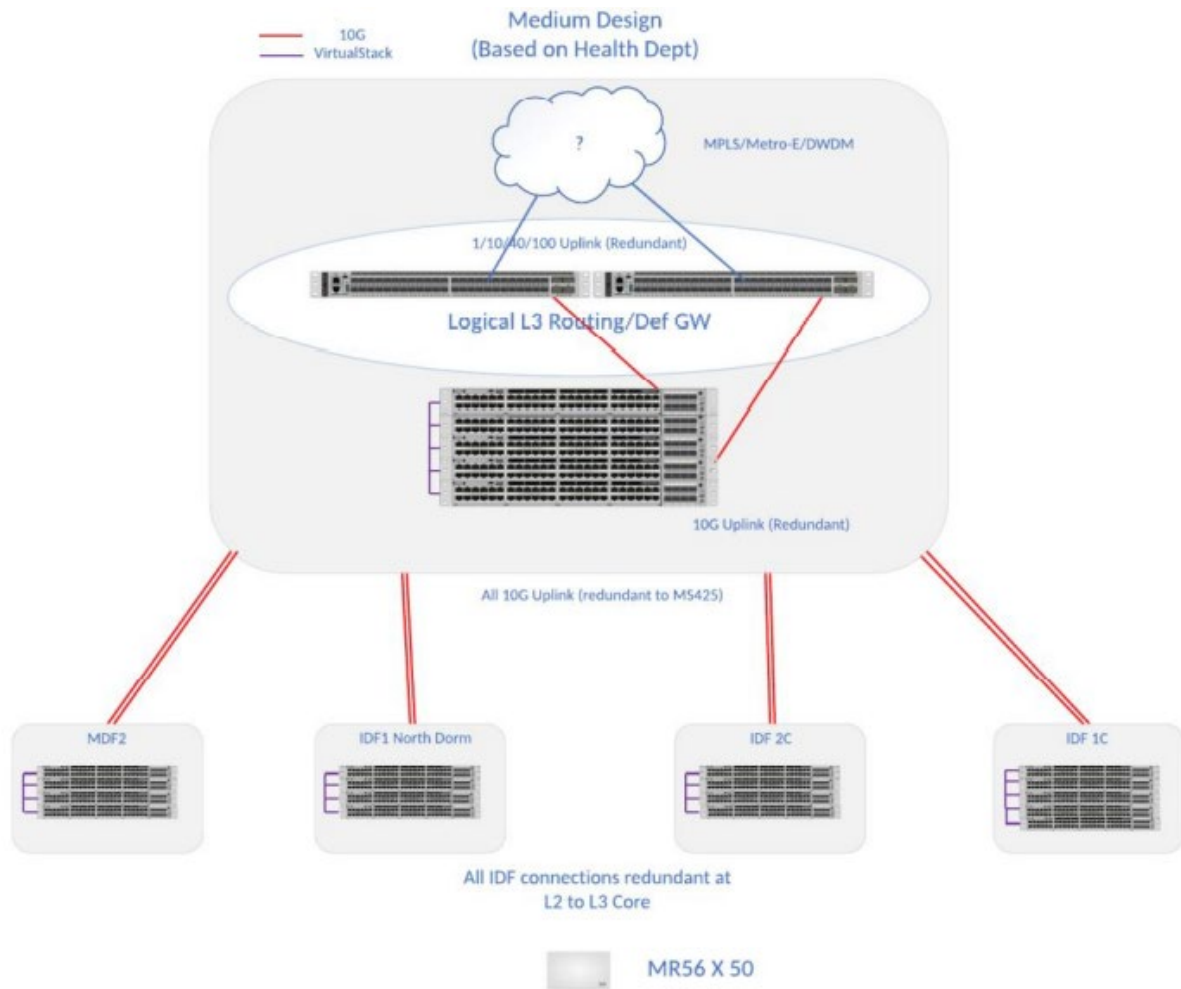 Medium Design
(Based on Health Dept)
10G
VirtualStack
?
MPLS/Metro-E/DWDM
1/10/40/100 Uplink (Redundant)
Logical L3 Routing/Def GW
10G Uplink (Redundant)
All 10G Uplink (redundant to MS425)
MDF2
IDF1 North Dorm
IDF 2C
IDF 1C
All IDF connections redundant at
L2 to L3 Core
MR56 X 50